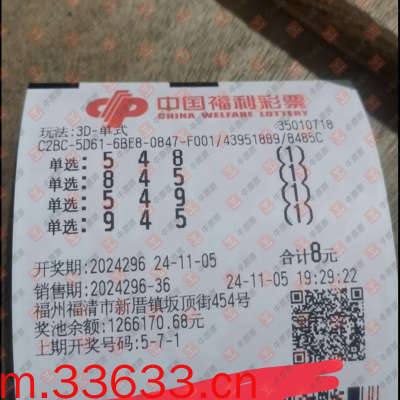 中国福利彩票
CHINA WELFARE LOTTERY
玩法:3D-单式 35010718
C2BC-5D61-6BE8-0847-F001/43951889/8485C
单选: 5 4 8 (1)
单选: 8 4 5 (1)
单选: 5 4 9 (1)
单选: 9 4 5 (1)
开奖期:2024296 24-11-05 合计8元
销售期:2024296-36 24-11-05 19:29:22
福州福清市新厝镇坂顶街454号
奖池余额:1266170.68元
上期开奖号码:5-7-1
m.33633.cn